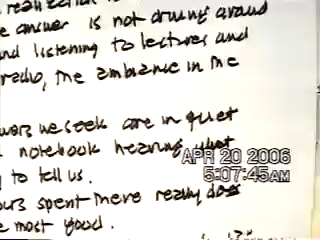 e answer is not driving around
nd listening to lectures and
radio, the ambiance in the
wers we seek are in quiet
notebook hearing what
APR 20 2006
to tell us.
5:07:45AM
ours spent there really does
e most good.